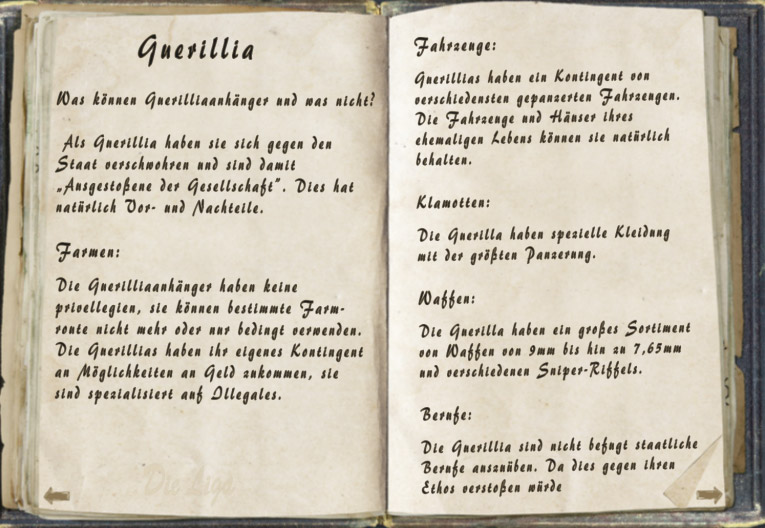 Guerillia
Was können Guerilliaanhänger und was nicht?
Als Guerillia haben sie sich gegen den
Staat verschwohren und sind damit
„Ausgestoßene der Gesellschaft“. Dies hat
natürlich Vor- und Nachteile.
Farmen:
Die Guerilliaanhänger haben keine
privellegien, sie können bestimmte Farm-
route nicht mehr oder nur bedingt verwenden.
Die Guerillias haben ihr eigenes Kontingent
an Möglichkeiten an Geld zukommen, sie
sind spezialisiert auf Illegales.
Die Liga
Fahrzeuge:
Guerillias haben ein Kontingent von
verschiedensten gepanzerten Fahrzeugen.
Die Fahrzeuge und Häuser ihres
ehemaligen Lebens können sie natürlich
behalten.
Klamotten:
Die Guerilla haben spezielle Kleidung
mit der größten Panzerung.
Waffen:
Die Guerilla haben ein großes Sortiment
von Waffen von 9mm bis hin zu 7,65mm
und verschiedenen Sniper-Riffels.
Berufe:
Die Guerillia sind nicht befugt staatliche
Berufe auszuüben. Da dies gegen ihren
Ethos verstoßen würde